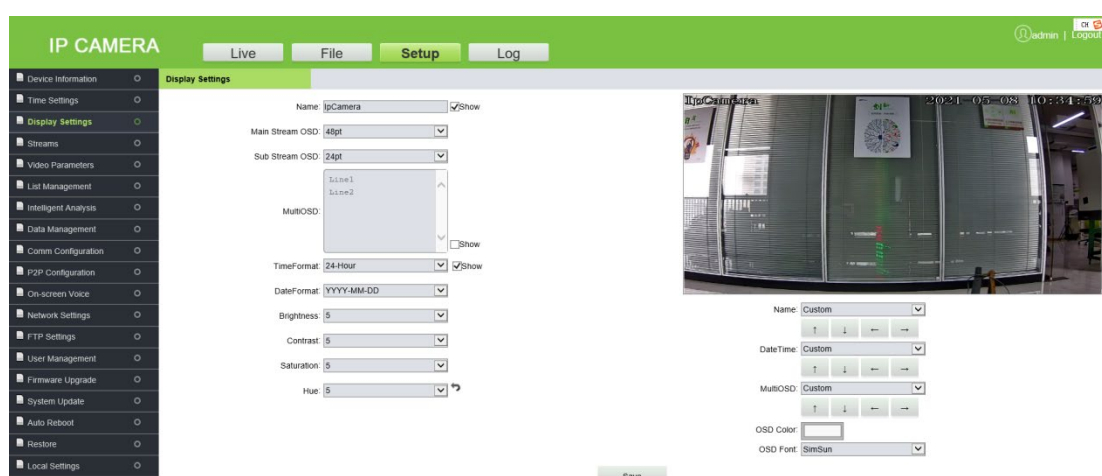 CH
IP CAMERA
Live
File
Setup
Log
admin | Logout
Device Information
Time Settings
Display Settings
Streams
Video Parameters
List Management
Intelligent Analysis
Data Management
Comm Configuration
P2P Configuration
On-screen Voice
Network Settings
FTP Settings
User Management
Firmware Upgrade
System Update
Auto Reboot
Restore
Local Settings
Display Settings
Name: IpCamera Show
Main Stream OSD: 48pt
Sub Stream OSD: 24pt
MultiOSD:
Line1
Line2
Show
TimeFormat: 24-Hour Show
DateFormat: YYYY-MM-DD
Brightness: 5
Contrast: 5
Saturation: 5
Hue: 5
IpCamera 2021-05-08 10:34:59
Name: Custom
↑ ↓ ← →
DateTime: Custom
↑ ↓ ← →
MultiOSD: Custom
↑ ↓ ← →
OSD Color:
OSD Font: SimSun
Save